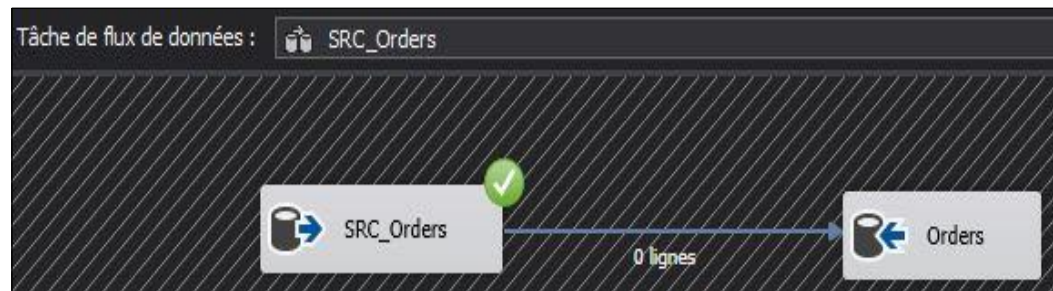 Tâche de flux de données : SRC_Orders
SRC_Orders
Orders
0 lignes